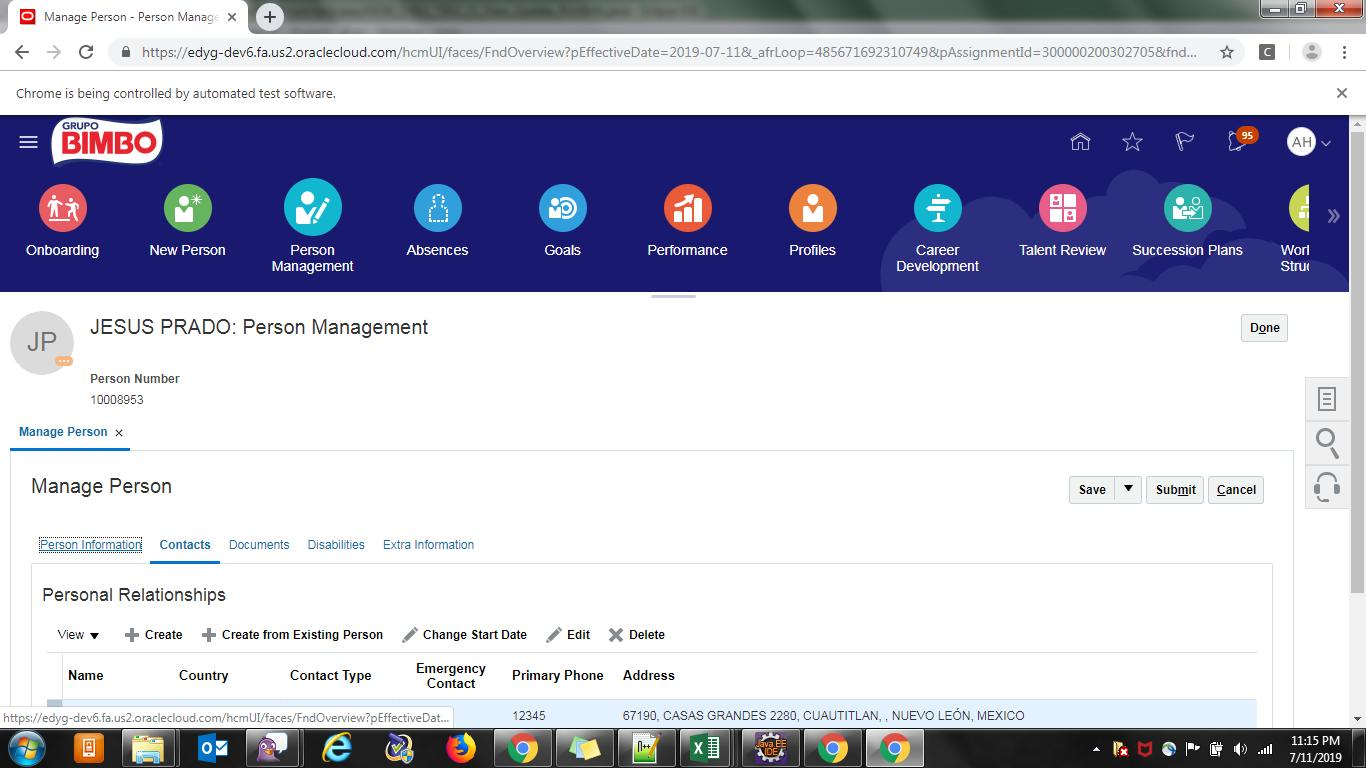 Manage Person - Person Manage
https://edyg-dev6.fa.us2.oraclecloud.com/hcmUI/faces/FndOverview?pEffectiveDate=2019-07-11&_afrLoop=485671692310749&pAssignmentId=300000200302705&fnd...
Chrome is being controlled by automated test software.
GRUPO
BIMBO
95
AH
Onboarding
New Person
Person
Management
Absences
Goals
Performance
Profiles
Career
Development
Talent Review
Succession Plans
Worl
Struc
JP
JESUS PRADO: Person Management
Done
Person Number
10008953
Manage Person
Manage Person
Save
Submit
Cancel
Person Information
Contacts
Documents
Disabilities
Extra Information
Personal Relationships
View
Create
Create from Existing Person
Change Start Date
Edit
Delete
Name
Country
Contact Type
Emergency
Contact
Primary Phone
Address
12345
67190, CASAS GRANDES 2280, CUAUTITLAN, , NUEVO LEÓN, MEXICO
https://edyg-dev6.fa.us2.oraclecloud.com/hcmUI/faces/FndOverview?pEffectiveDat...
Java EE
IDE
11:15 PM
7/11/2019